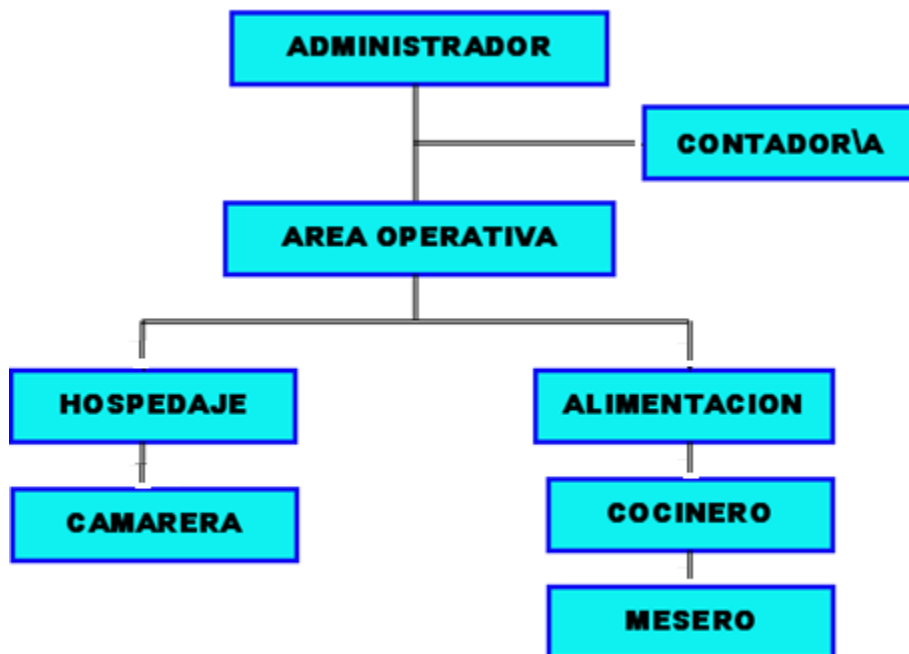 ADMINISTRADOR
CONTADOR\A
AREA OPERATIVA
HOSPEDAJE
ALIMENTACION
CAMARERA
COCINERO
MESERO